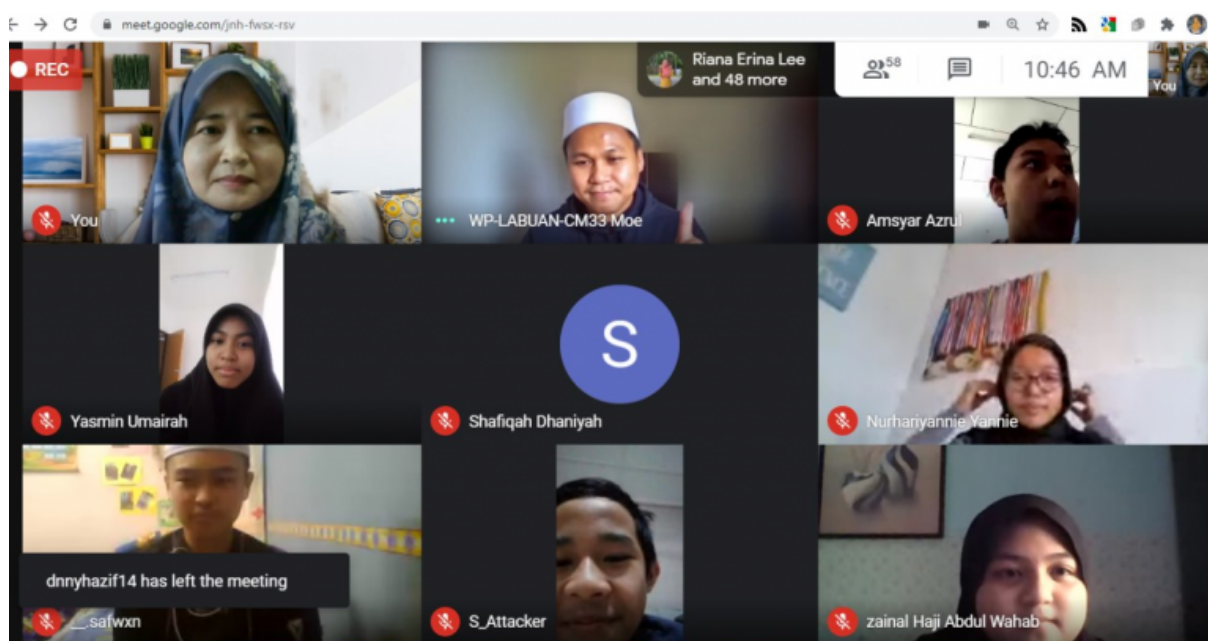 meet.google.com/jnh-fwsx-rsv
REC
Riana Erina Lee
and 48 more
58
10:46 AM
You
You
WP-LABUAN-CM33 Moe
Amsyar Azrul
S
Yasmin Umairah
Shafiqah Dhaniyah
Nurhariyannie Yannie
dnnyhazif14 has left the meeting
__.safwxn
S_Attacker
zainal Haji Abdul Wahab